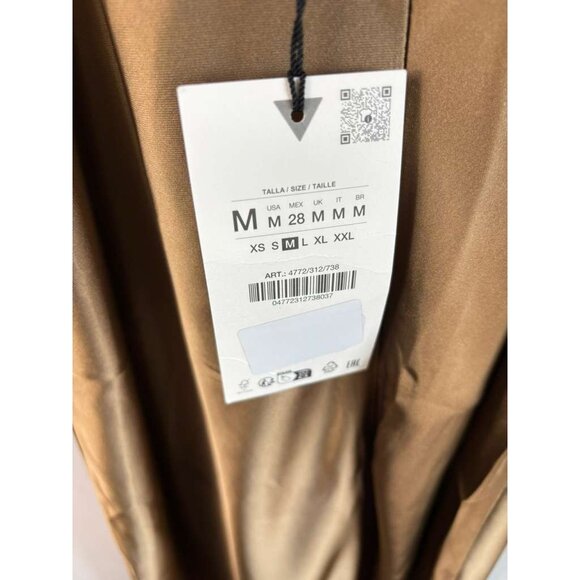 TALLA / SIZE / TAILLE
USA MEX UK IT BR
M M 28 M M M
XS S M L XL XXL
ART.: 4772/312/738
04772312738037
EAC